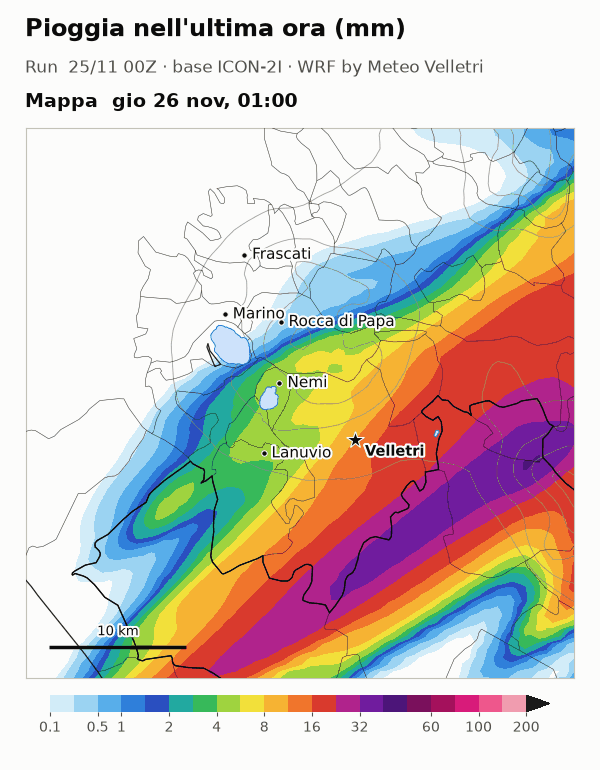 Pioggia nell'ultima ora (mm)
Run  25/11 00Z · base ICON-2I · WRF by Meteo Velletri
Mappa  gio 26 nov, 01:00
Frascati
Marino
Rocca di Papa
Nemi
Velletri
Lanuvio
10 km
0.1 0.5 1 2 4 8 16 32 60 100 200